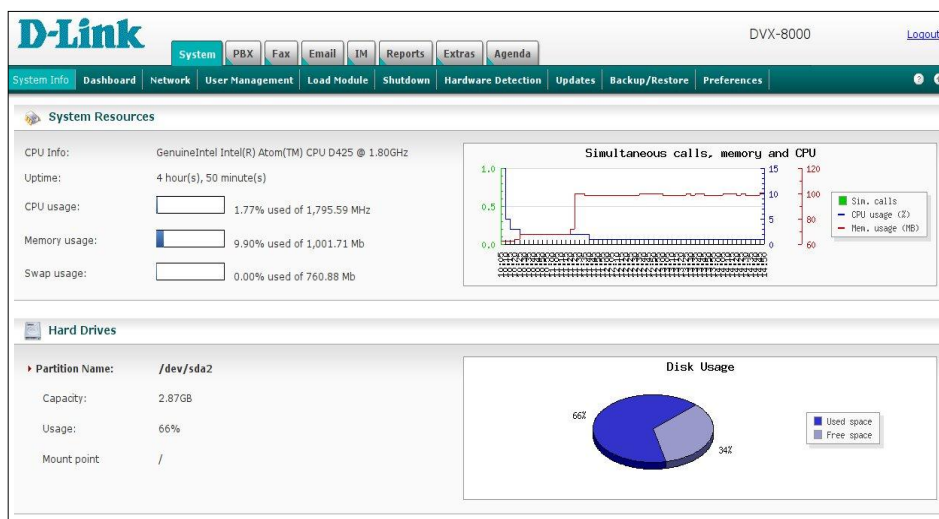 D-Link
DVX-8000
Logout
System PBX Fax Email IM Reports Extras Agenda
System Info Dashboard Network User Management Load Module Shutdown Hardware Detection Updates Backup/Restore Preferences
System Resources
CPU Info: GenuineIntel Intel(R) Atom(TM) CPU D425 @ 1.80GHz
Uptime: 4 hour(s), 50 minute(s)
CPU usage: 1.77% used of 1,795.59 MHz
Memory usage: 9.90% used of 1,001.71 Mb
Swap usage: 0.00% used of 760.88 Mb
Simultaneous calls, memory and CPU
1.0 15 120
10 100
0.5
5 80
0.0 0 60
Sim. calls
CPU usage (%)
Mem. usage (MB)
Hard Drives
Partition Name: /dev/sda2
Capacity: 2.87GB
Usage: 66%
Mount point /
Disk Usage
66%
34%
Used space
Free space